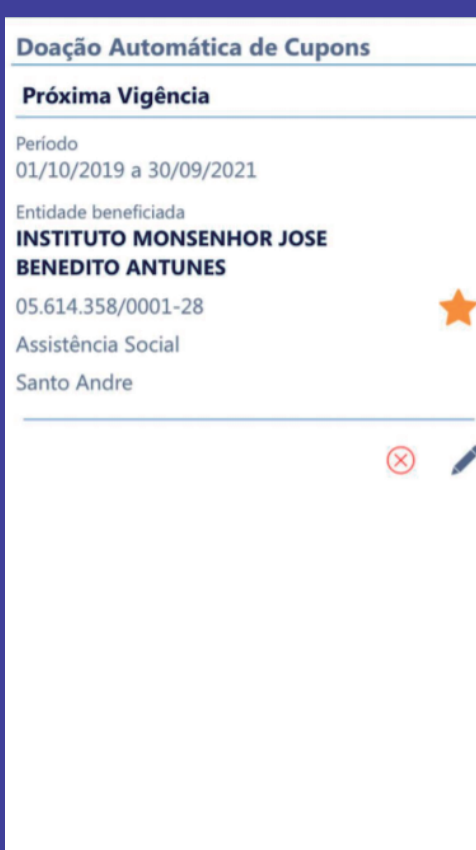 Doação Automática de Cupons
Próxima Vigência
Período
01/10/2019 a 30/09/2021
Entidade beneficiada
INSTITUTO MONSENHOR JOSE
BENEDITO ANTUNES
05.614.358/0001-28
Assistência Social
Santo Andre